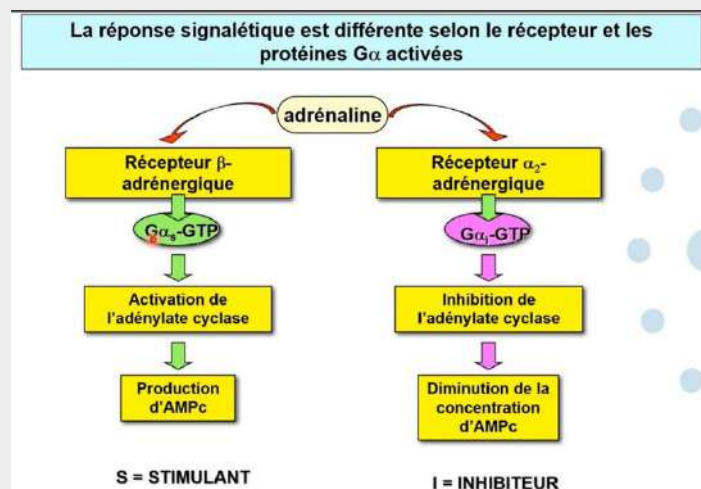 La réponse signalétique est différente selon le récepteur et les
protéines Gα activées
adrénaline
Récepteur β-
adrénergique
Récepteur α₂-
adrénergique
Gαₛ-GTP
Gαᵢ-GTP
Activation de
l'adénylate cyclase
Inhibition de
l'adénylate cyclase
Production
d'AMPc
Diminution de la
concentration
d'AMPc
S = STIMULANT
I = INHIBITEUR